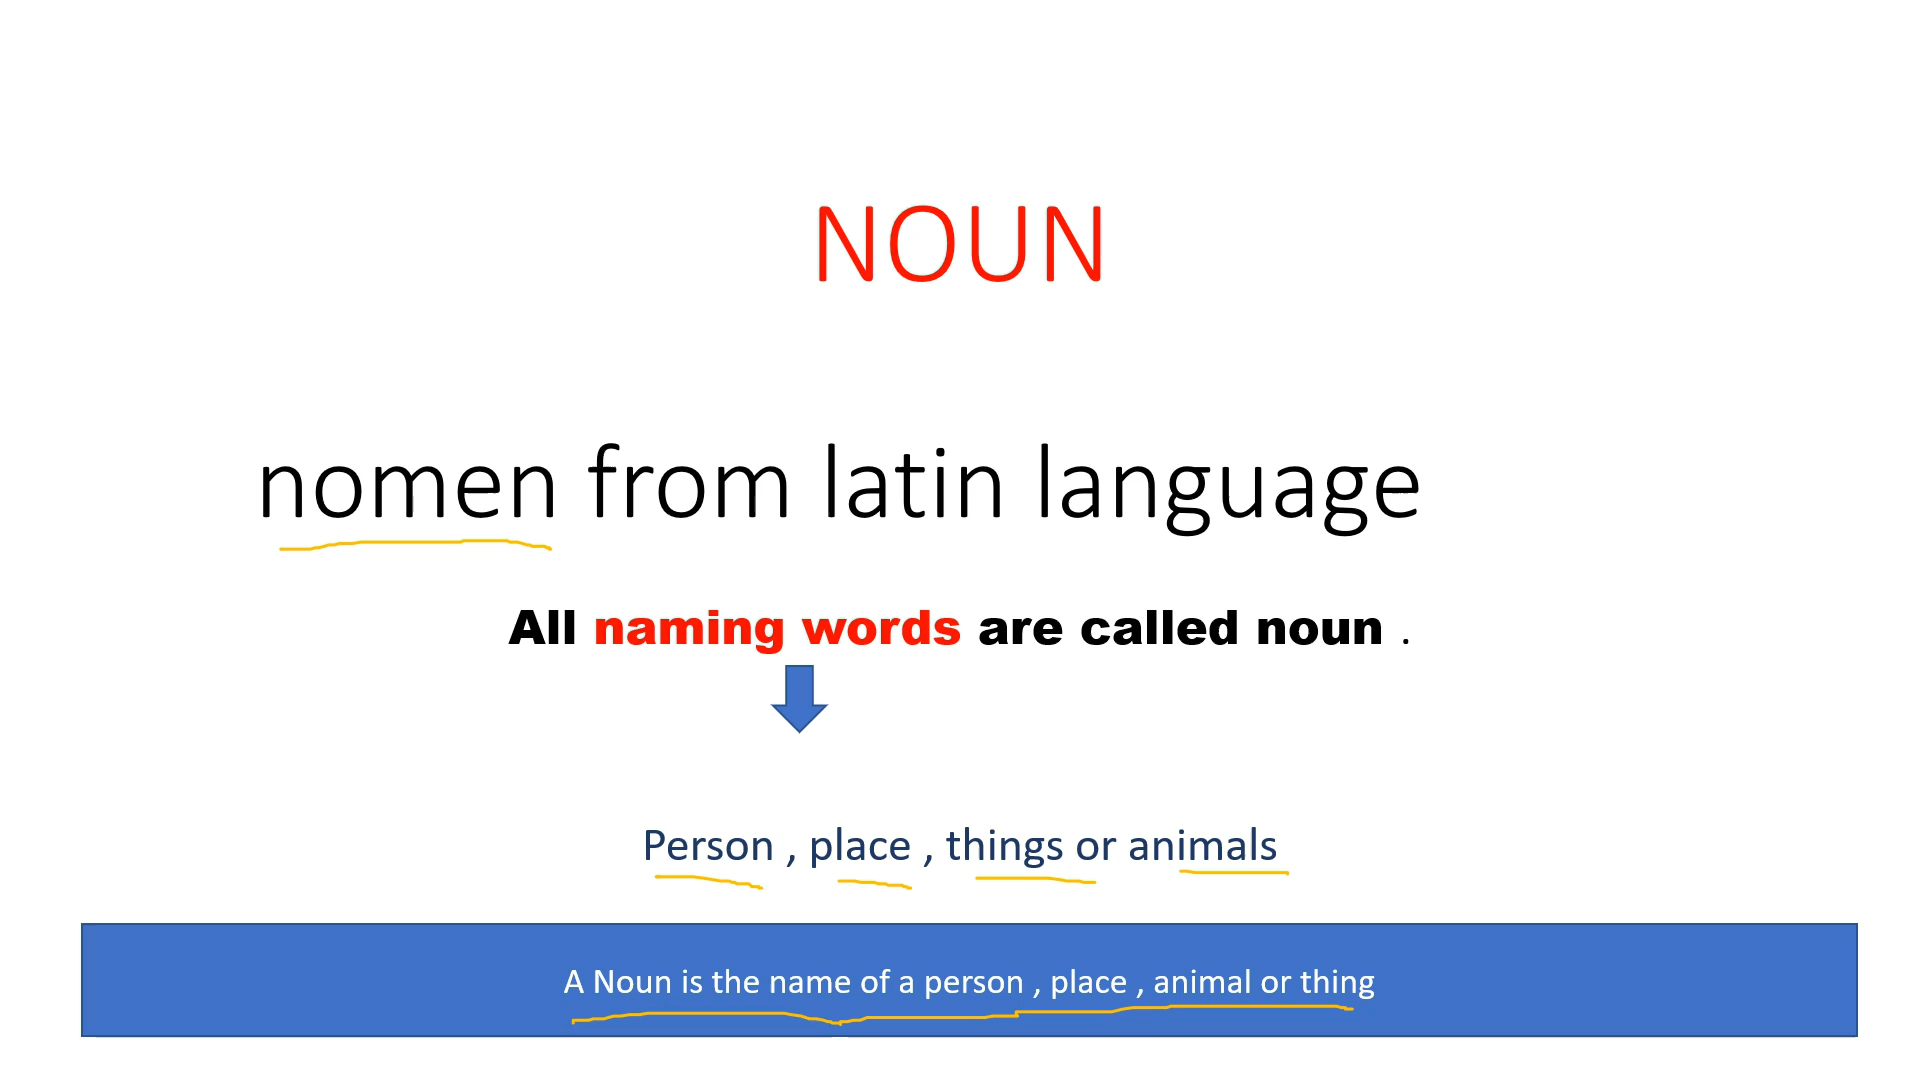 NOUN
nomen from latin language
All naming words are called noun .
Person , place , things or animals
A Noun is the name of a person , place , animal or thing